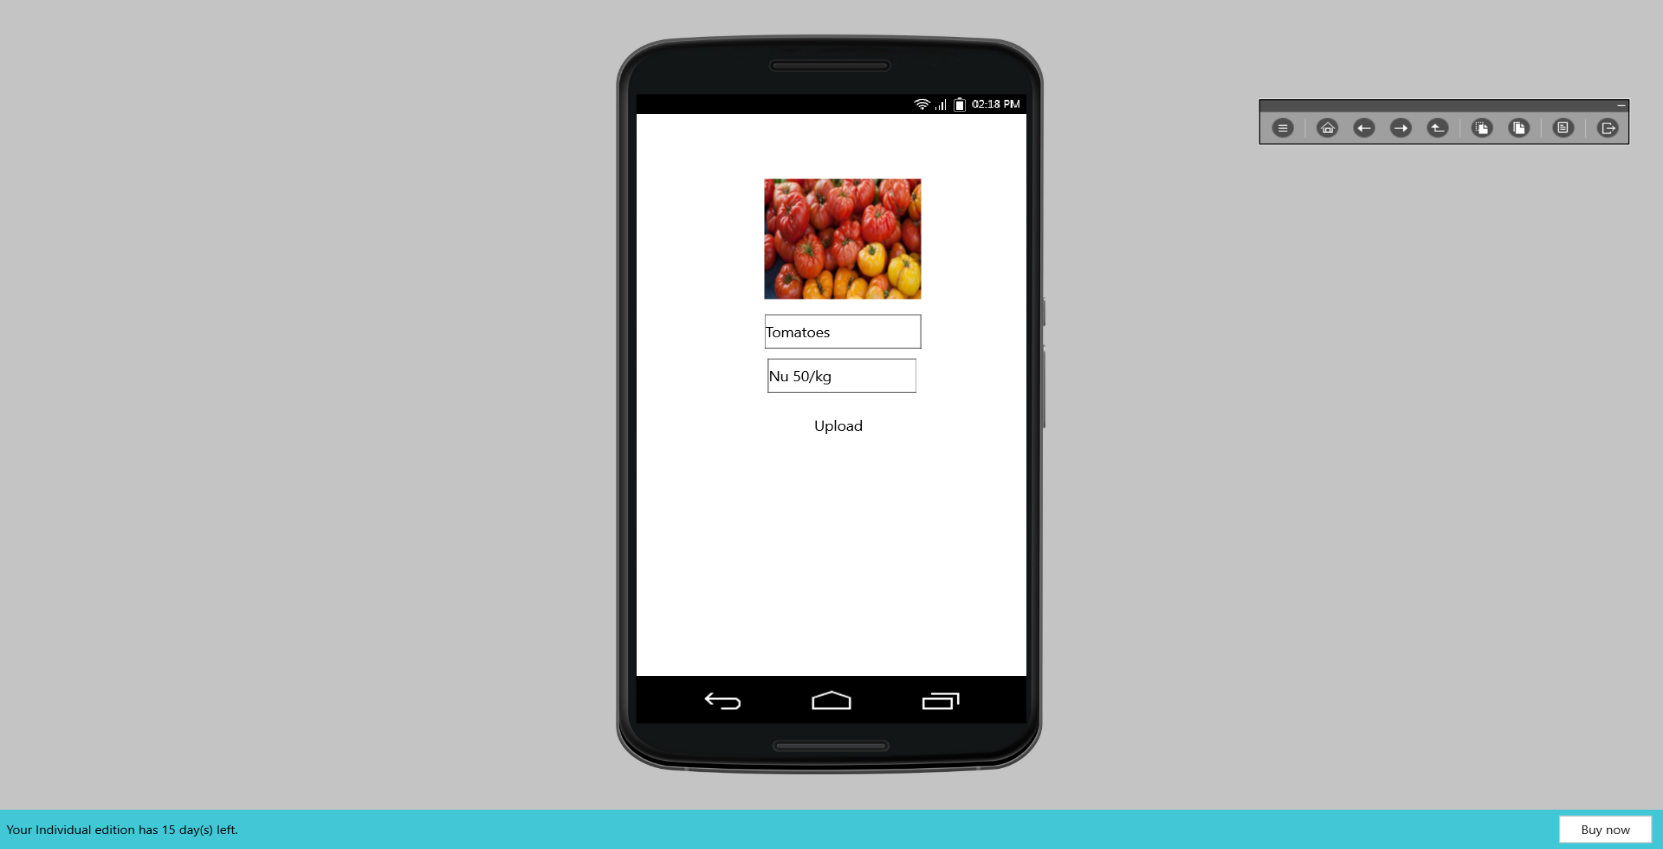 02:18 PM
Tomatoes
Nu 50/kg
Upload
Your Individual edition has 15 day(s) left.
Buy now